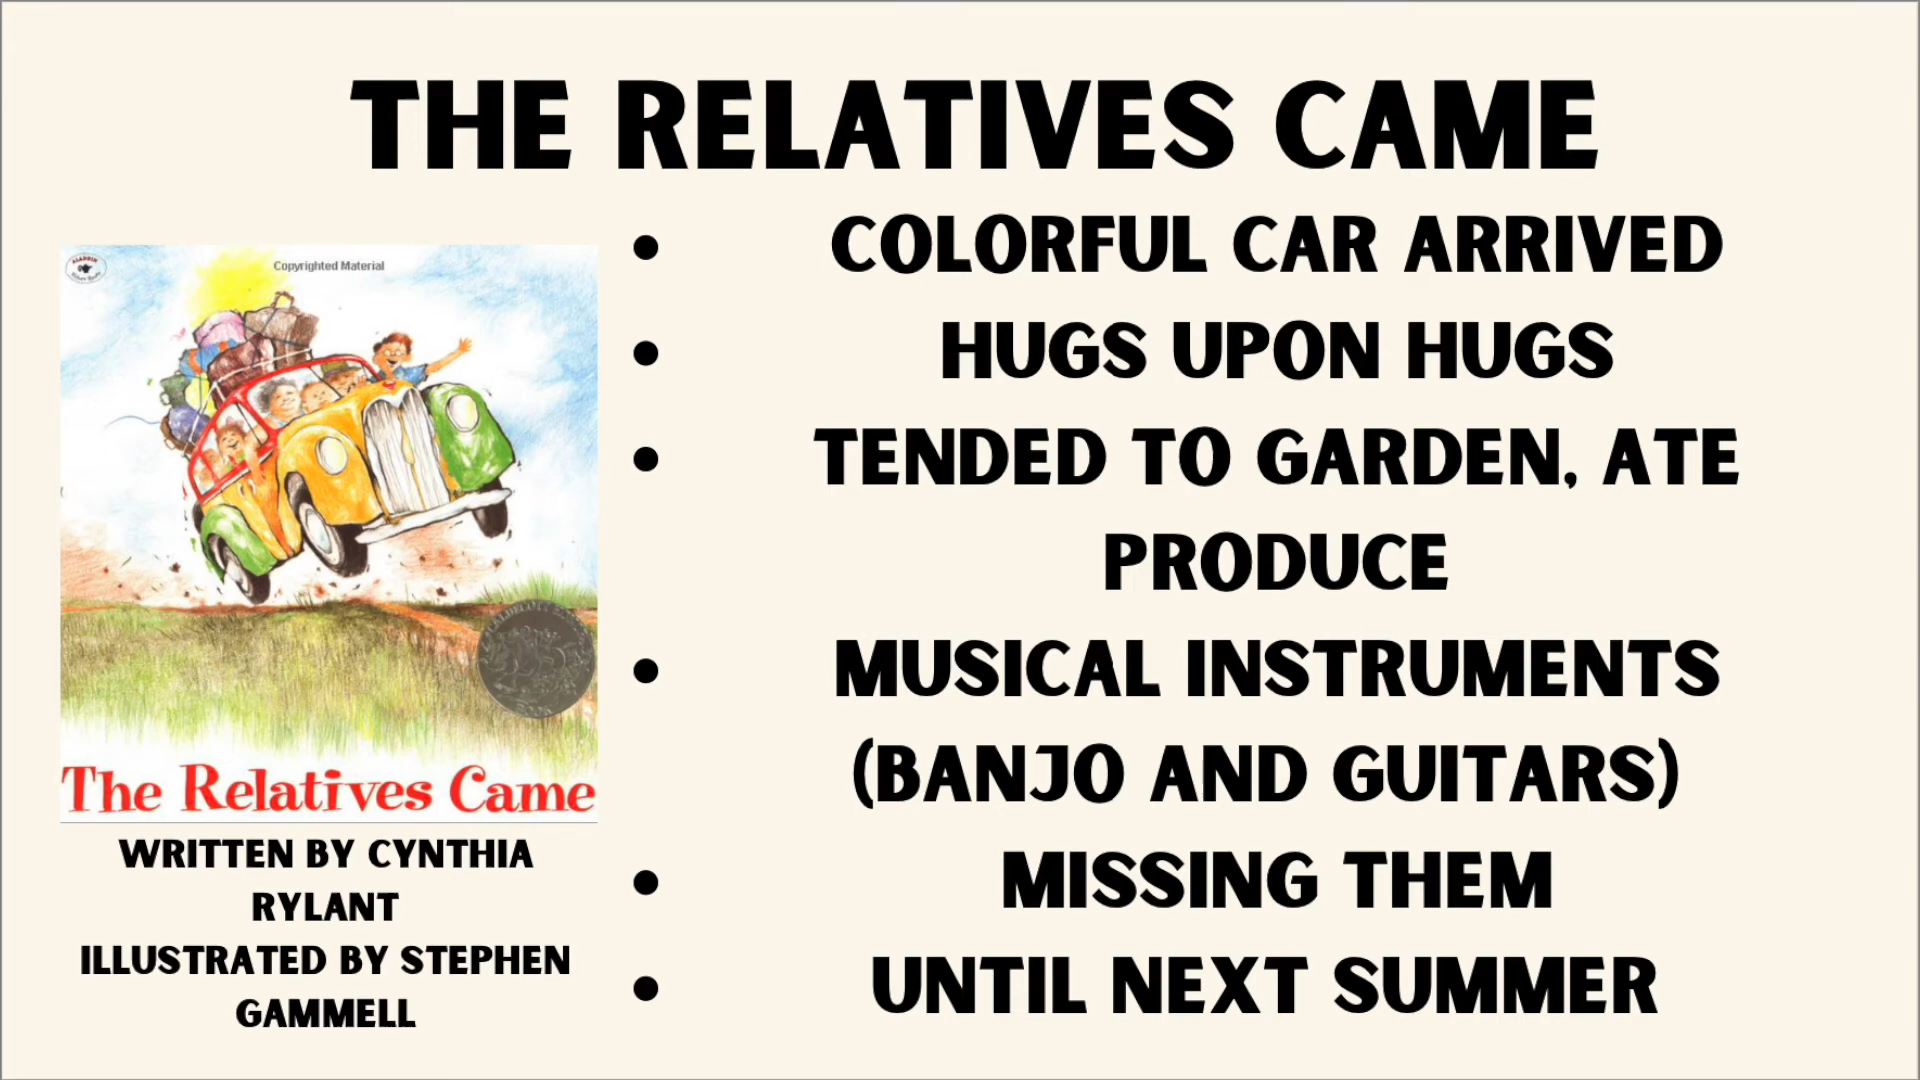 THE RELATIVES CAME
Copyrighted Material
ALADDIN
The Relatives Came
WRITTEN BY CYNTHIA
RYLANT
ILLUSTRATED BY STEPHEN
GAMMELL
• COLORFUL CAR ARRIVED
• HUGS UPON HUGS
• TENDED TO GARDEN, ATE
PRODUCE
• MUSICAL INSTRUMENTS
(BANJO AND GUITARS)
• MISSING THEM
• UNTIL NEXT SUMMER